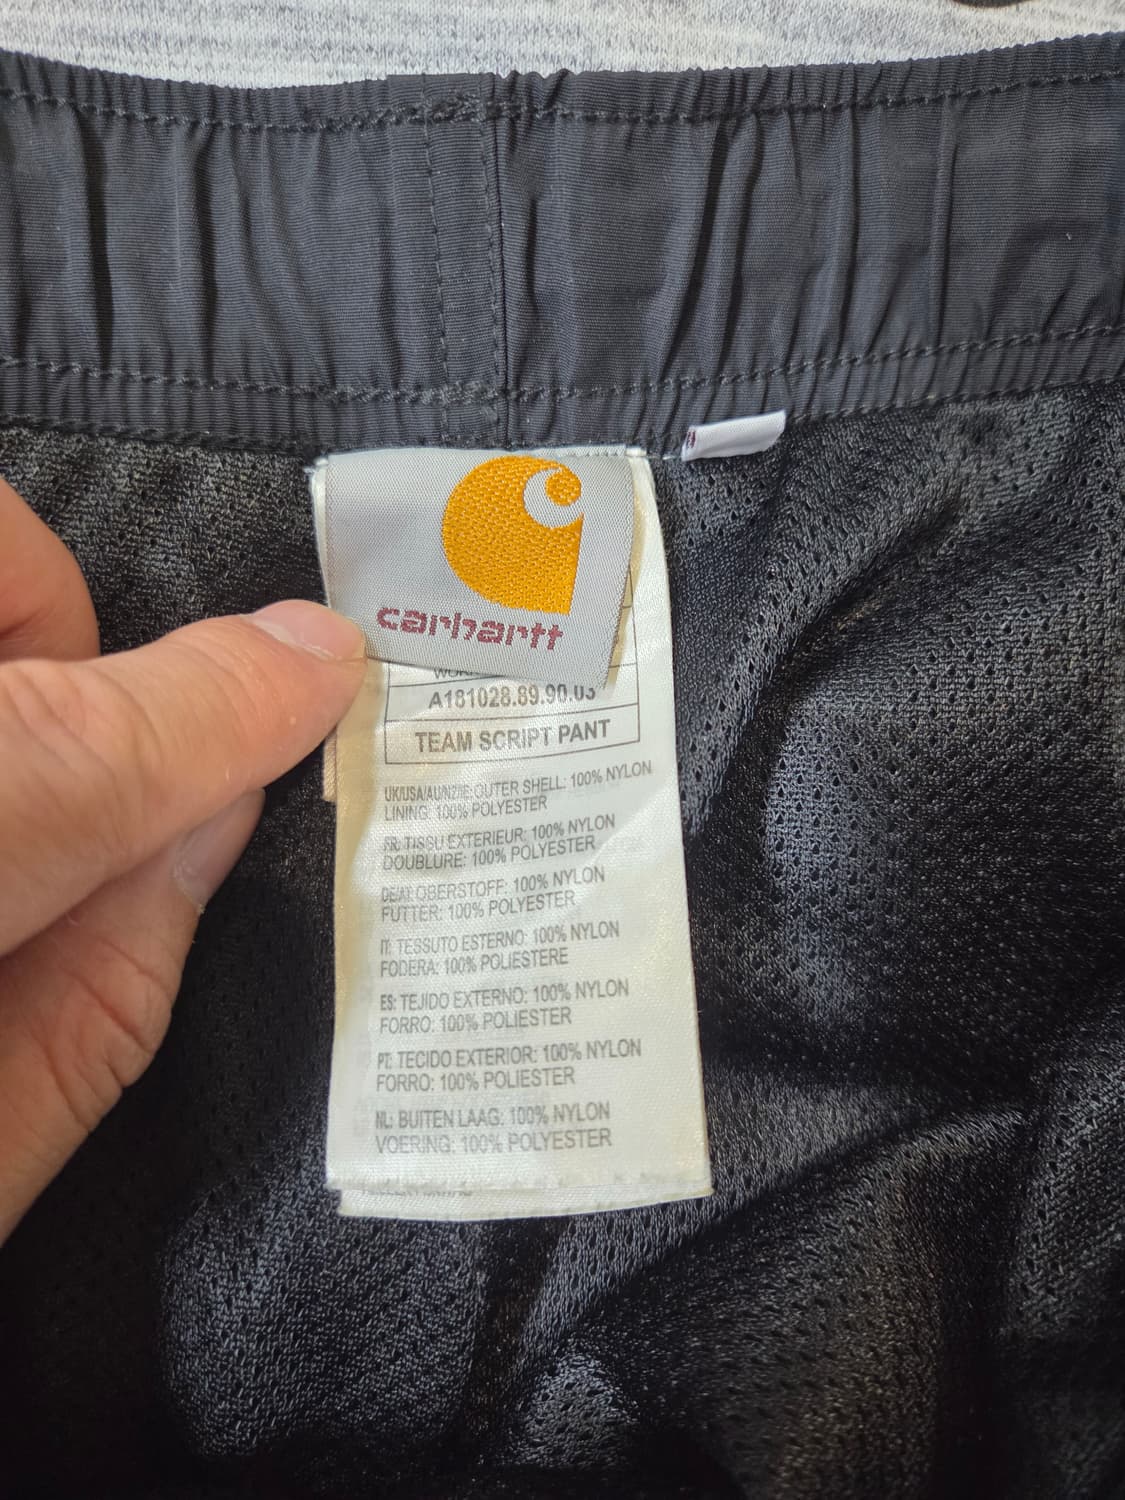 carhartt
A181028.89.90.03
TEAM SCRIPT PANT
UK/USA/AU/NZ/IE: OUTER SHELL: 100% NYLON
LINING: 100% POLYESTER
FR: TISSU EXTERIEUR: 100% NYLON
DOUBLURE: 100% POLYESTER
DE/AT: OBERSTOFF: 100% NYLON
FUTTER: 100% POLYESTER
IT: TESSUTO ESTERNO: 100% NYLON
FODERA: 100% POLIESTERE
ES: TEJIDO EXTERNO: 100% NYLON
FORRO: 100% POLIESTER
PT: TECIDO EXTERIOR: 100% NYLON
FORRO: 100% POLIESTER
NL: BUITEN LAAG: 100% NYLON
VOERING: 100% POLYESTER